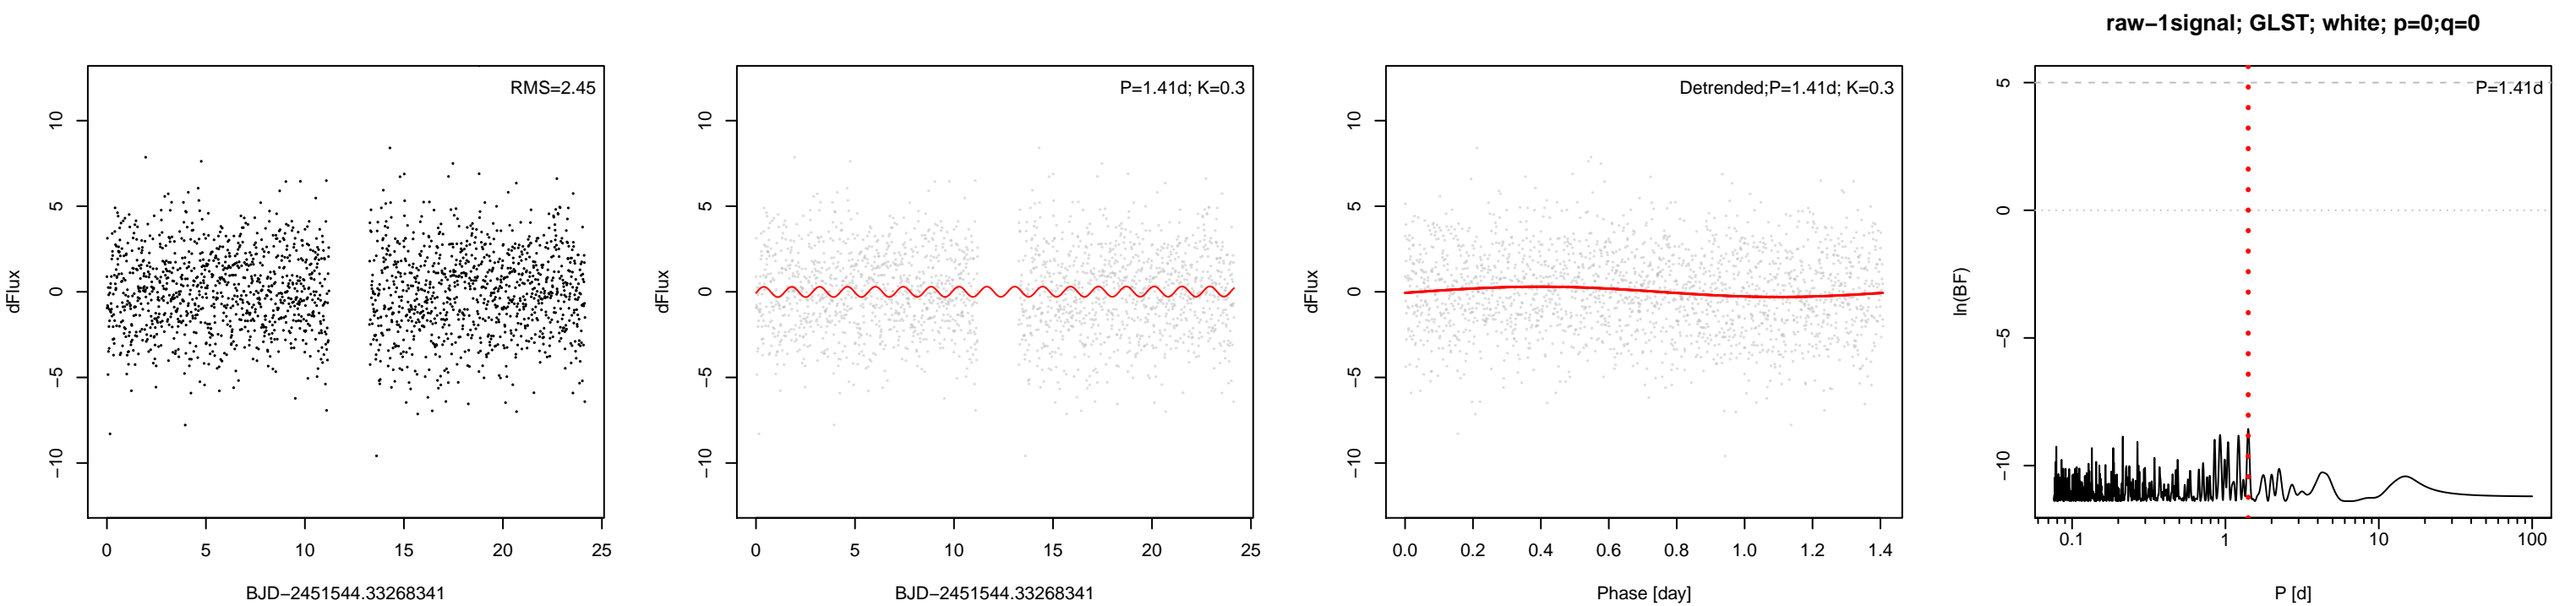 raw−1signal; GLST; white; p=0;q=0
RMS=2.45
dFlux
10
5
0
−5
−10
0 5 10 15 20 25
BJD−2451544.33268341
P=1.41d; K=0.3
dFlux
10
5
0
−5
−10
0 5 10 15 20 25
BJD−2451544.33268341
Detrended;P=1.41d; K=0.3
dFlux
10
5
0
−5
−10
0.0 0.2 0.4 0.6 0.8 1.0 1.2 1.4
Phase [day]
P=1.41d
ln(BF)
5
0
−5
−10
0.1 1 10 100
P [d]